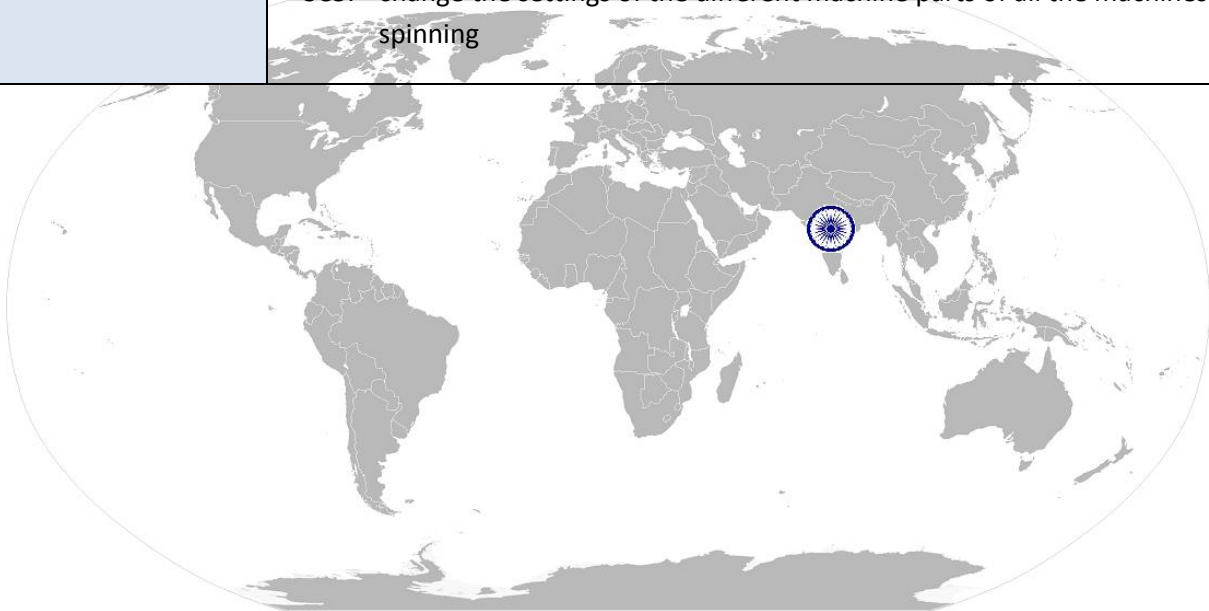 change the settings of the different machine parts of all the machines
spinning